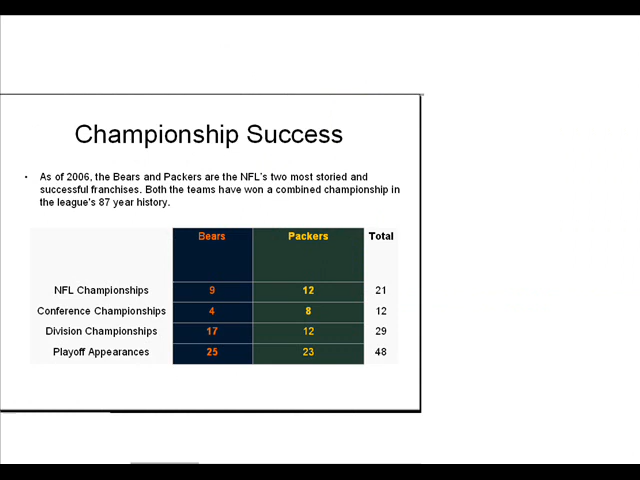 Championship Success
• As of 2006, the Bears and Packers are the NFL's two most storied and
successful franchises. Both the teams have won a combined championship in
the league's 87 year history.
Bears Packers Total
NFL Championships 9 12 21
Conference Championships 4 8 12
Division Championships 17 12 29
Playoff Appearances 25 23 48